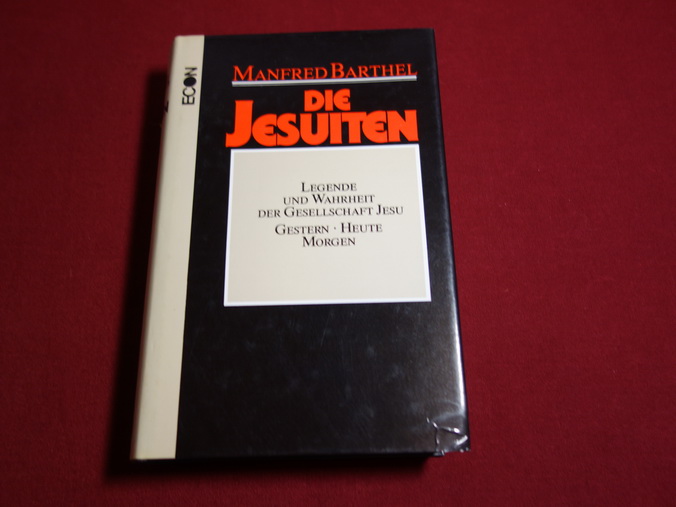 ECON
MANFRED BARTHEL
DIE
JESUITEN
LEGENDE
UND WAHRHEIT
DER GESELLSCHAFT JESU
GESTERN · HEUTE
MORGEN